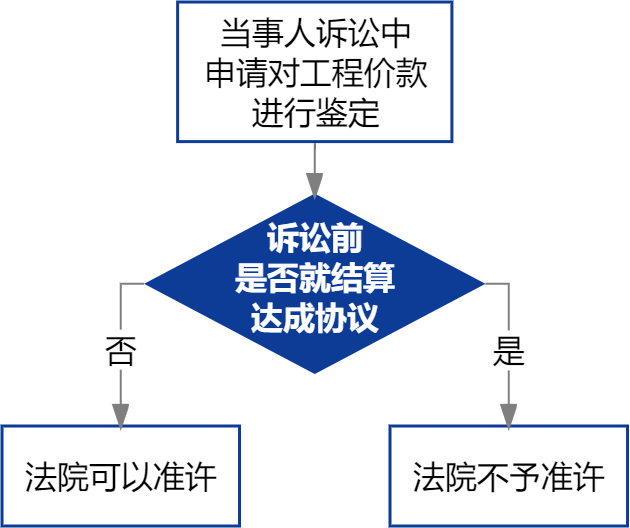 当事人诉讼中
申请对工程价款
进行鉴定
诉讼前
是否就结算
达成协议
否
是
法院可以准许
法院不予准许